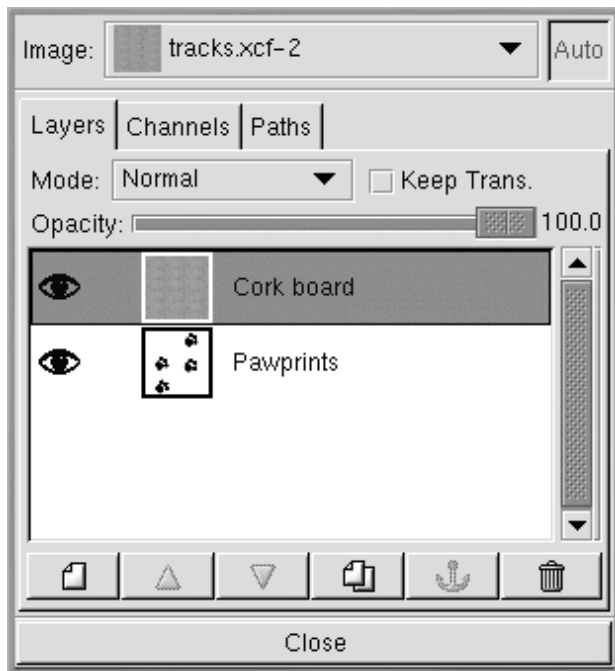 Image: tracks.xcf-2 Auto
Layers Channels Paths
Mode: Normal Keep Trans.
Opacity: 100.0
Cork board
Pawprints
Close